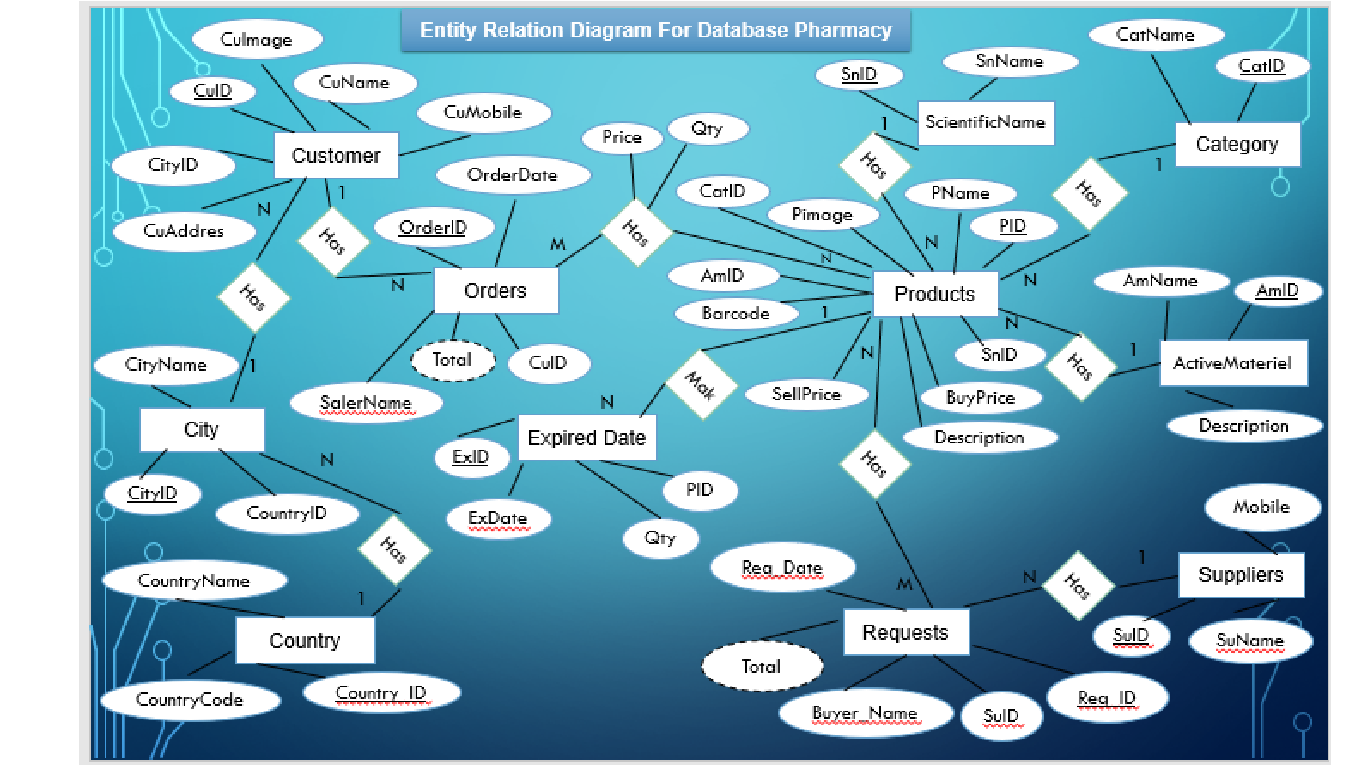 Entity Relation Diagram For Database Pharmacy
CuImage
CuID
CuName
CuMobile
CityID
Customer
CuAddres
N
1
Has
Has
OrderID
OrderDate
N
Orders
Total
CuID
SalerName
M
Price
Qty
Has
N
CityName
1
City
CityID
CountryID
N
Has
1
CountryName
Country
CountryCode
Country_ID
SnID
SnName
ScientificName
1
Has
N
CatName
CatID
Category
1
Has
N
CatID
Pimage
PName
PID
AmID
Barcode
Products
SellPrice
SnID
BuyPrice
Description
1
Mak
N
Expired Date
ExID
ExDate
PID
Qty
N
Has
1
AmName
AmID
ActiveMateriel
Description
N
Has
M
Req_Date
Requests
Total
Buyer_Name
SuID
Req_ID
N
Has
1
Mobile
Suppliers
SuID
SuName